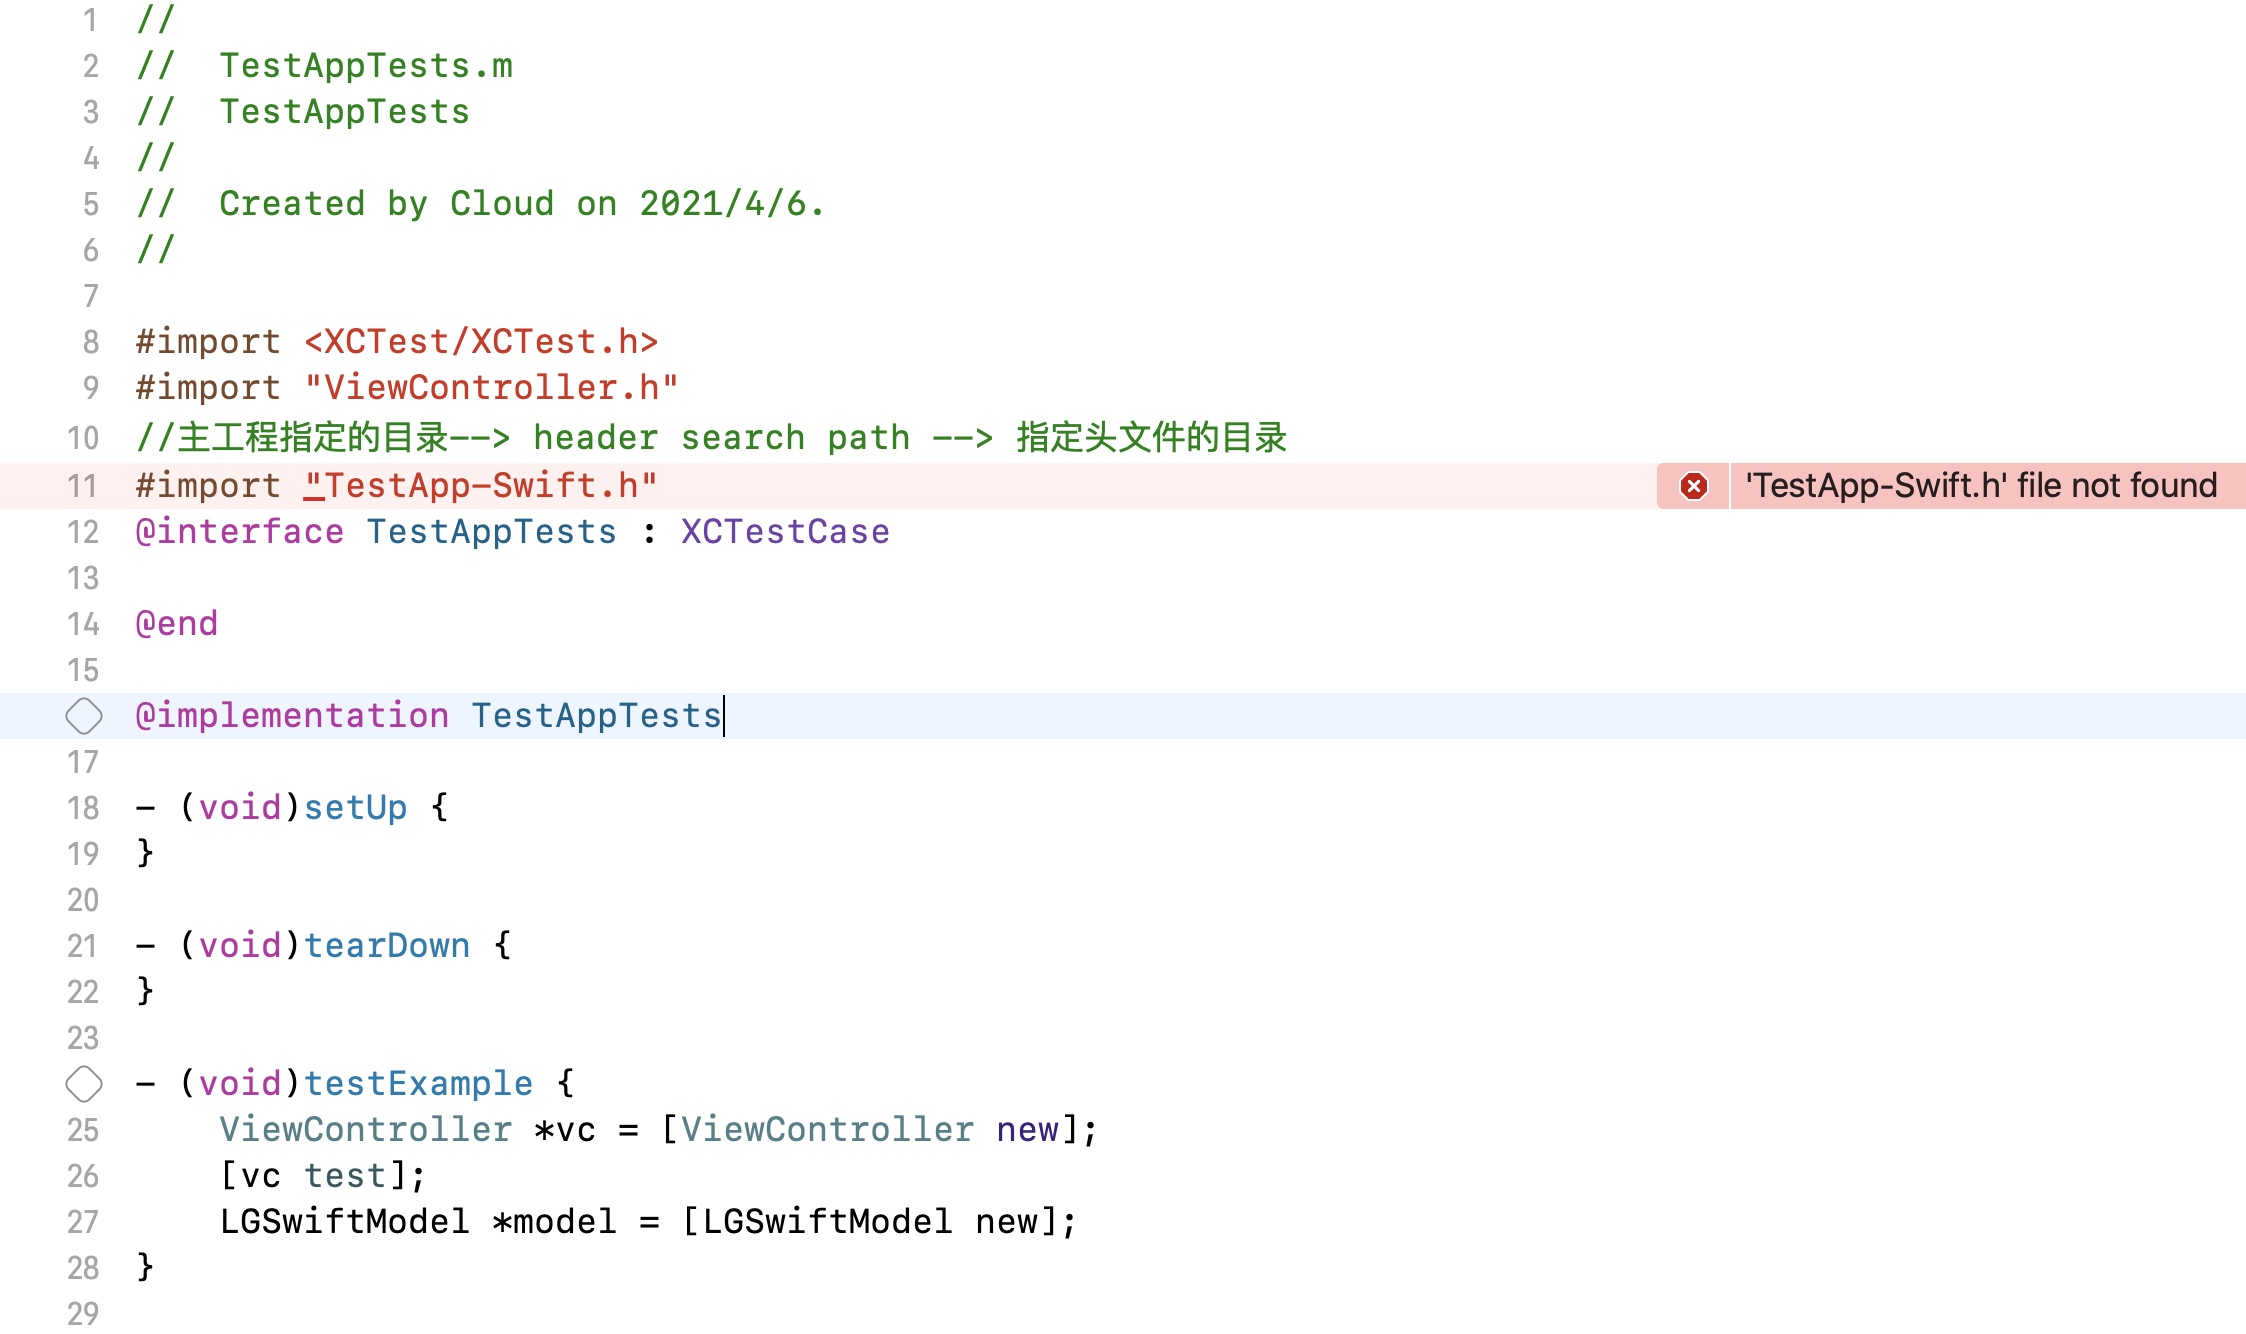 1 //
2 //  TestAppTests.m
3 //  TestAppTests
4 //
5 //  Created by Cloud on 2021/4/6.
6 //
7
8 #import <XCTest/XCTest.h>
9 #import "ViewController.h"
10 //主工程指定的目录--> header search path --> 指定头文件的目录
11 #import "TestApp-Swift.h" 'TestApp-Swift.h' file not found
12 @interface TestAppTests : XCTestCase
13
14 @end
15
@implementation TestAppTests
17
18 - (void)setUp {
19 }
20
21 - (void)tearDown {
22 }
23
- (void)testExample {
25     ViewController *vc = [ViewController new];
26     [vc test];
27     LGSwiftModel *model = [LGSwiftModel new];
28 }
29